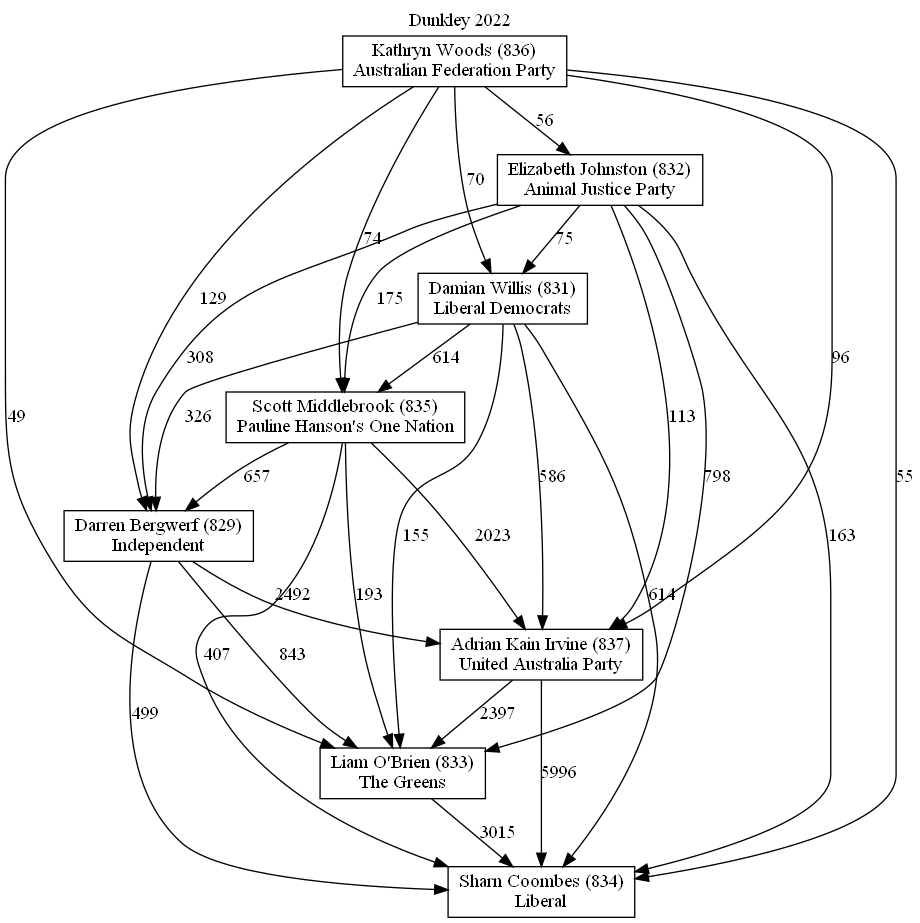 Dunkley 2022
Kathryn Woods (836)
Australian Federation Party
56
Elizabeth Johnston (832)
Animal Justice Party
70
74
75
Damian Willis (831)
Liberal Democrats
129
175
308
614
96
Scott Middlebrook (835)
Pauline Hanson's One Nation
49
326
113
657
586
798
55
Darren Bergwerf (829)
Independent
155
2023
163
2492
193
614
Adrian Kain Irvine (837)
United Australia Party
407
843
499
2397
Liam O'Brien (833)
The Greens
5996
3015
Sharn Coombes (834)
Liberal